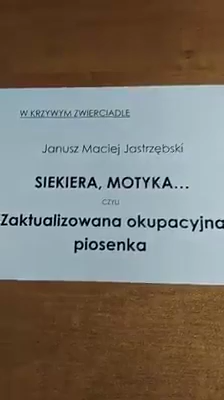 W KRZYWYM ZWIERCIADLE
Janusz Maciej Jastrzębski
SIEKIERA, MOTYKA...
CZYLI
Zaktualizowana okupacyjna
piosenka